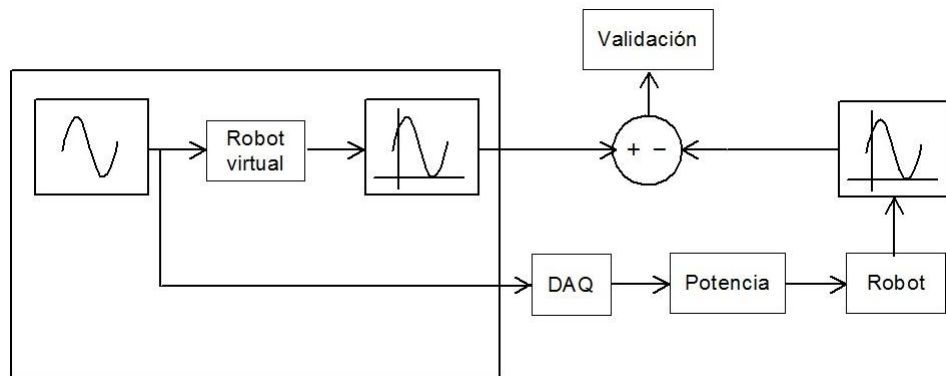 Validación
Robot
virtual
+ −
DAQ
Potencia
Robot